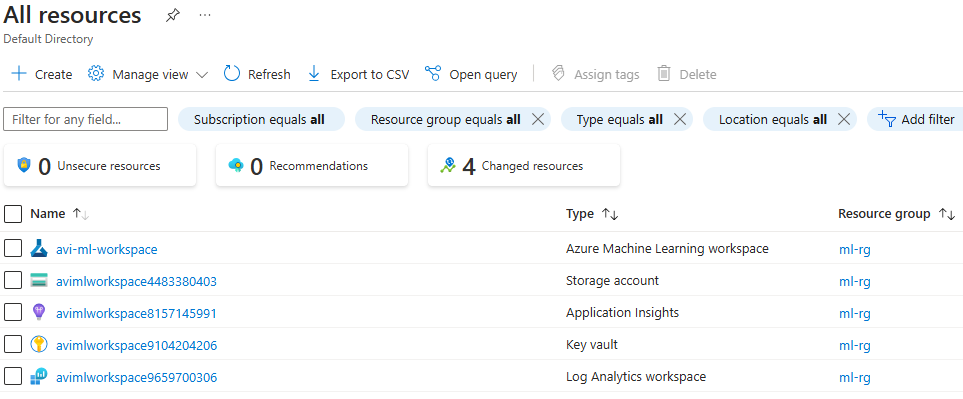 All resources
Default Directory
Create Manage view Refresh Export to CSV Open query Assign tags Delete
Filter for any field... Subscription equals all Resource group equals all Type equals all Location equals all Add filter
0 Unsecure resources 0 Recommendations 4 Changed resources
Name Type Resource group
avi-ml-workspace Azure Machine Learning workspace ml-rg
avimlworkspace4483380403 Storage account ml-rg
avimlworkspace8157145991 Application Insights ml-rg
avimlworkspace9104204206 Key vault ml-rg
avimlworkspace9659700306 Log Analytics workspace ml-rg